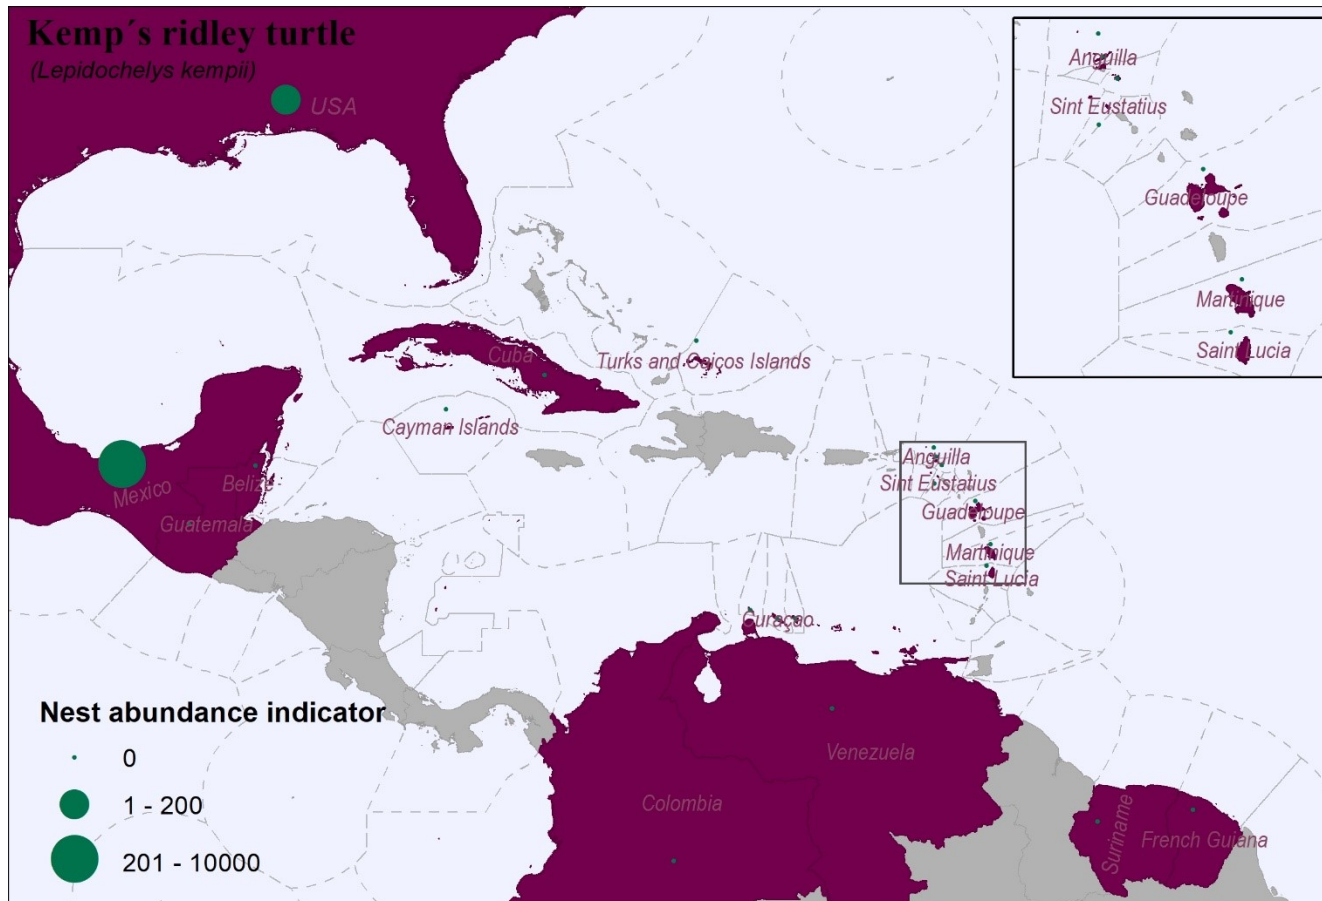 Kemp´s ridley turtle
(Lepidochelys kempii)
USA
Anguilla
Sint Eustatius
Guadeloupe
Martinique
Saint Lucia
Cuba
Turks and Caicos Islands
Cayman Islands
Mexico
Belize
Guatemala
Anguilla
Sint Eustatius
Guadeloupe
Martinique
Saint Lucia
Curaçao
Venezuela
Colombia
Suriname
French Guiana
Nest abundance indicator
0
1 - 200
201 - 10000